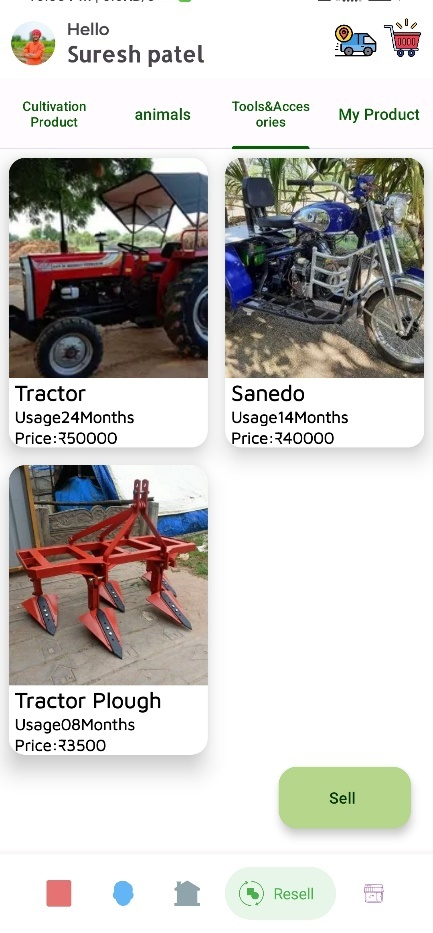 Hello
Suresh patel
Cultivation
Product
animals
Tools&Acces
ories
My Product
Tractor
Usage24Months
Price:₹50000
Sanedo
Usage14Months
Price:₹40000
Tractor Plough
Usage08Months
Price:₹3500
Sell
Resell